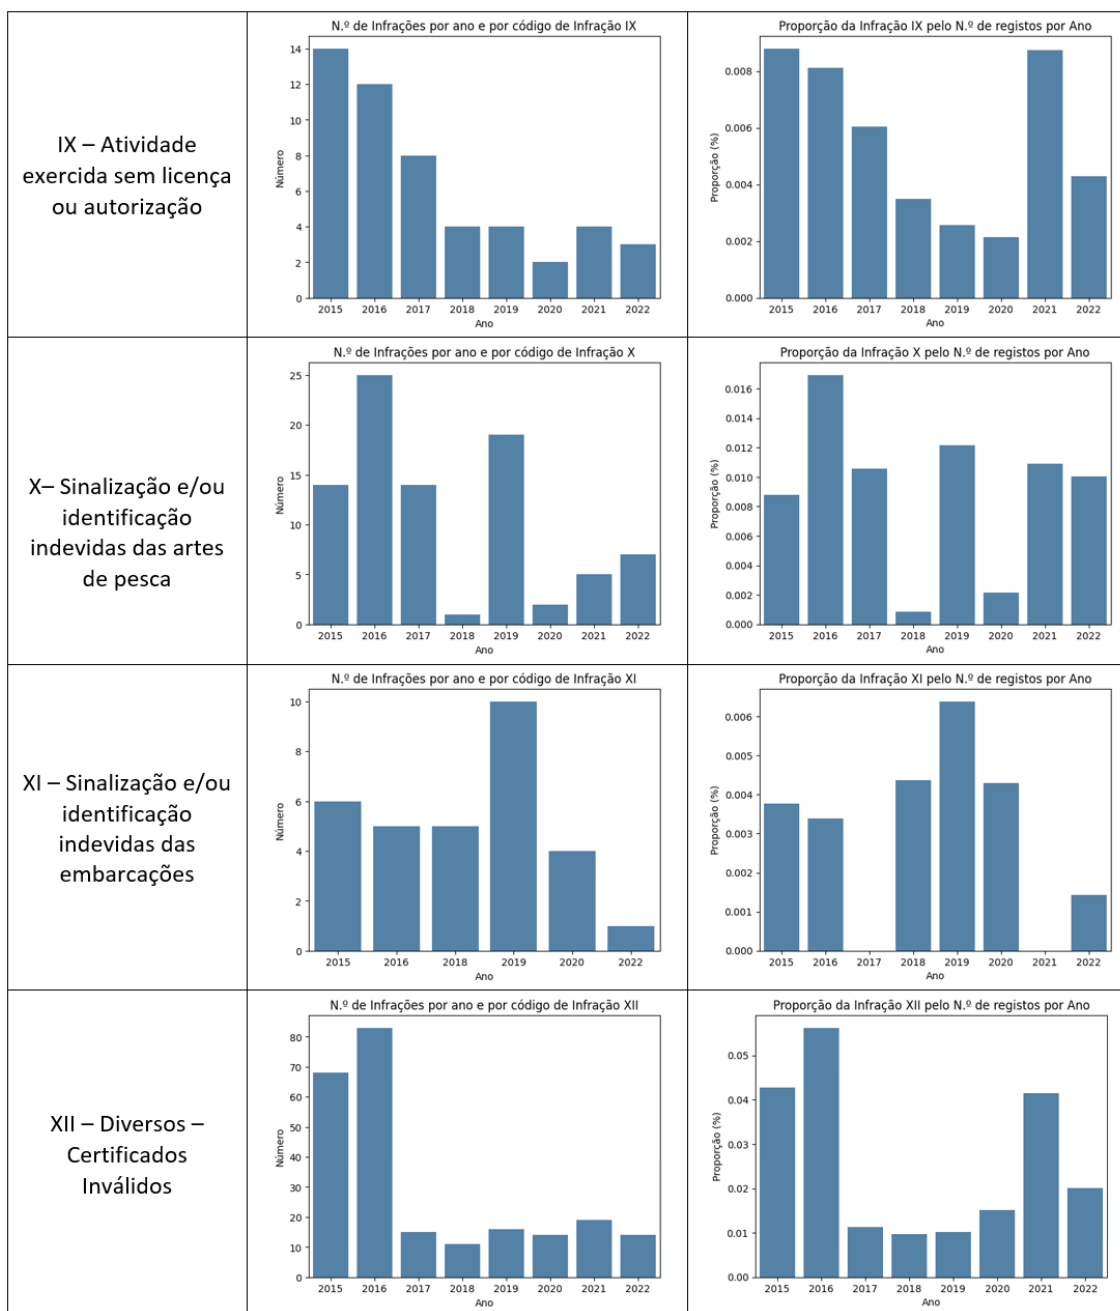 IX – Atividade
exercida sem licença
ou autorização
N.º de Infrações por ano e por código de Infração IX
Número
14
12
10
8
6
4
2
0
2015 2016 2017 2018 2019 2020 2021 2022
Ano
Proporção da Infração IX pelo N.º de registos por Ano
Proporção (%)
0.008
0.006
0.004
0.002
0.000
2015 2016 2017 2018 2019 2020 2021 2022
Ano
X– Sinalização e/ou
identificação
indevidas das artes
de pesca
N.º de Infrações por ano e por código de Infração X
Número
25
20
15
10
5
0
2015 2016 2017 2018 2019 2020 2021 2022
Ano
Proporção da Infração X pelo N.º de registos por Ano
Proporção (%)
0.016
0.014
0.012
0.010
0.008
0.006
0.004
0.002
0.000
2015 2016 2017 2018 2019 2020 2021 2022
Ano
XI – Sinalização e/ou
identificação
indevidas das
embarcações
N.º de Infrações por ano e por código de Infração XI
Número
10
8
6
4
2
0
2015 2016 2018 2019 2020 2022
Ano
Proporção da Infração XI pelo N.º de registos por Ano
Proporção (%)
0.006
0.005
0.004
0.003
0.002
0.001
0.000
2015 2016 2017 2018 2019 2020 2021 2022
Ano
XII – Diversos –
Certificados
Inválidos
N.º de Infrações por ano e por código de Infração XII
Número
80
70
60
50
40
30
20
10
0
2015 2016 2017 2018 2019 2020 2021 2022
Ano
Proporção da Infração XII pelo N.º de registos por Ano
Proporção (%)
0.05
0.04
0.03
0.02
0.01
0.00
2015 2016 2017 2018 2019 2020 2021 2022
Ano